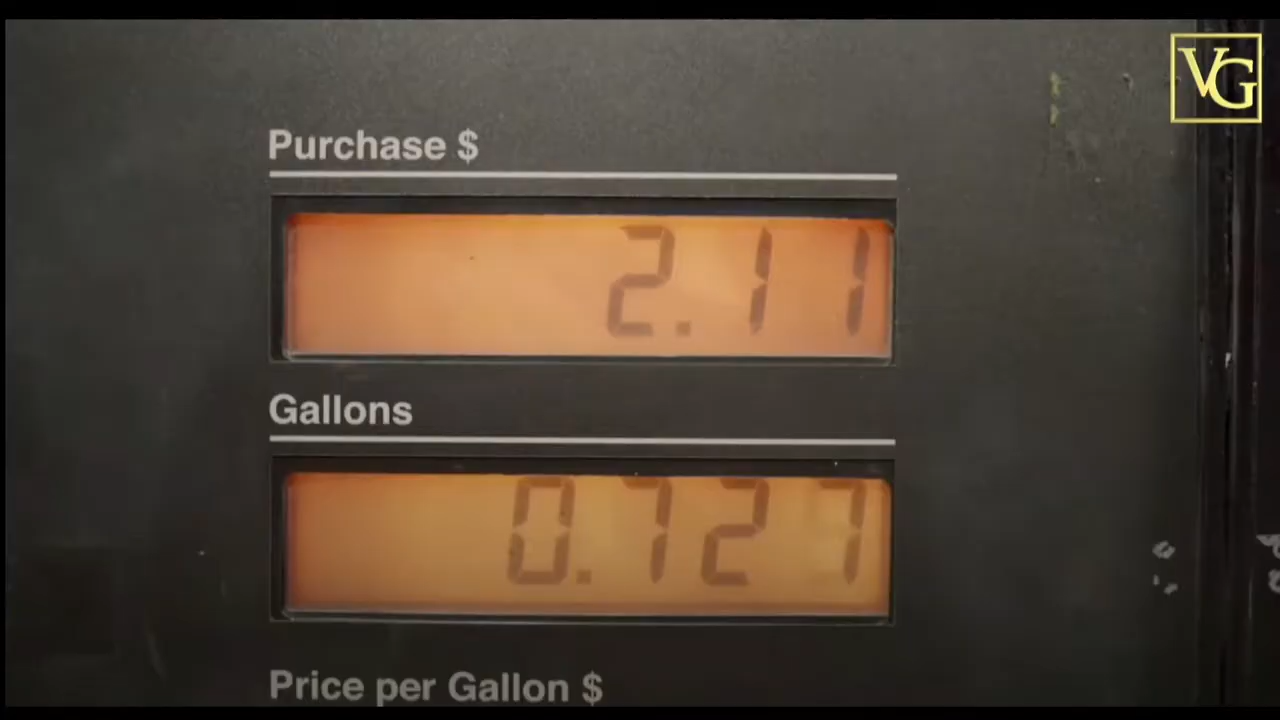 VG
Purchase $
2.11
Gallons
0.727
Price per Gallon $